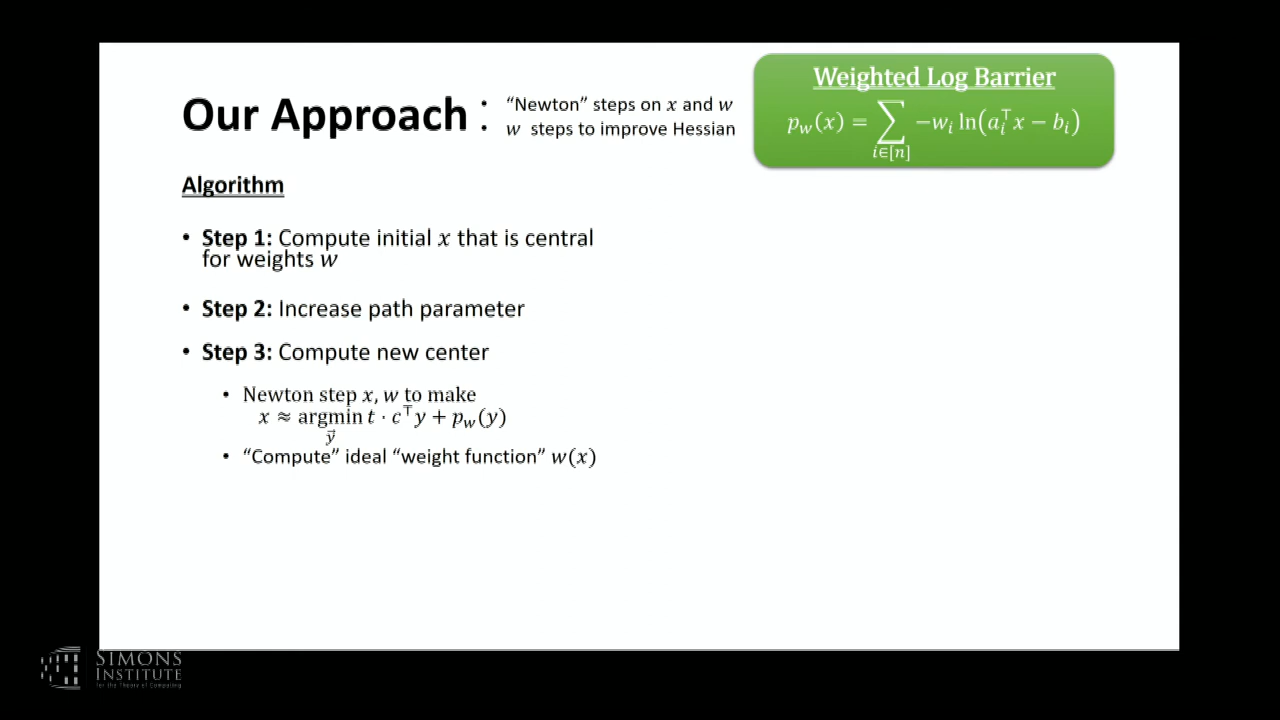 Our Approach :
• "Newton" steps on 𝑥 and 𝑤
• 𝑤 steps to improve Hessian
Weighted Log Barrier
𝑝_𝑤(𝑥) = ∑_{𝑖∈[𝑛]} −𝑤_𝑖 ln(𝑎_𝑖^⊤ 𝑥 − 𝑏_𝑖)
Algorithm
• Step 1: Compute initial 𝑥 that is central
for weights 𝑤
• Step 2: Increase path parameter
• Step 3: Compute new center
• Newton step 𝑥, 𝑤 to make
𝑥 ≈ argmin_{𝑦⃗} 𝑡 · 𝑐^⊤ 𝑦 + 𝑝_𝑤(𝑦)
• "Compute" ideal "weight function" 𝑤(𝑥)
SIMONS
INSTITUTE
for the Theory of Computing